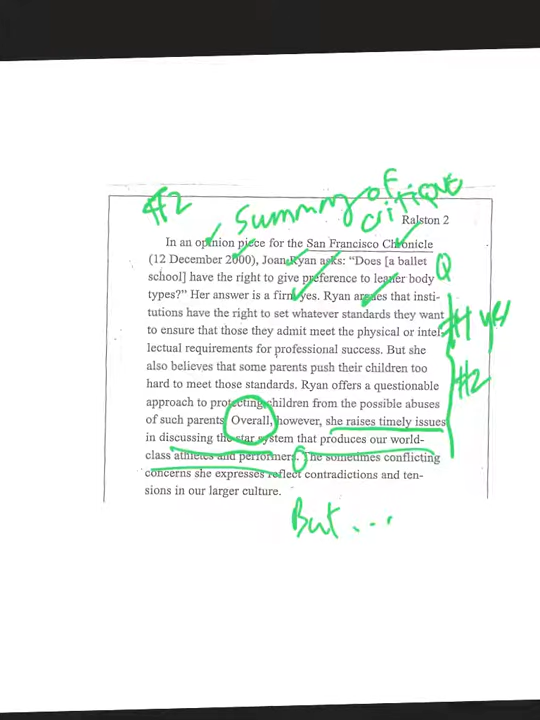 #2
Summary of critique
Ralston 2
In an opinion piece for the San Francisco Chronicle
(12 December 2000), Joan Ryan asks: “Does [a ballet
school] have the right to give preference to leaner body
types?” Her answer is a firm yes. Ryan argues that insti-
tutions have the right to set whatever standards they want
to ensure that those they admit meet the physical or intel-
lectual requirements for professional success. But she
also believes that some parents push their children too
hard to meet those standards. Ryan offers a questionable
approach to protecting children from the possible abuses
of such parents. Overall, however, she raises timely issues
in discussing the star system that produces our world-
class athletes and performers. The sometimes conflicting
concerns she expresses reflect contradictions and ten-
sions in our larger culture.
Q
#1 yes
#2
But ...